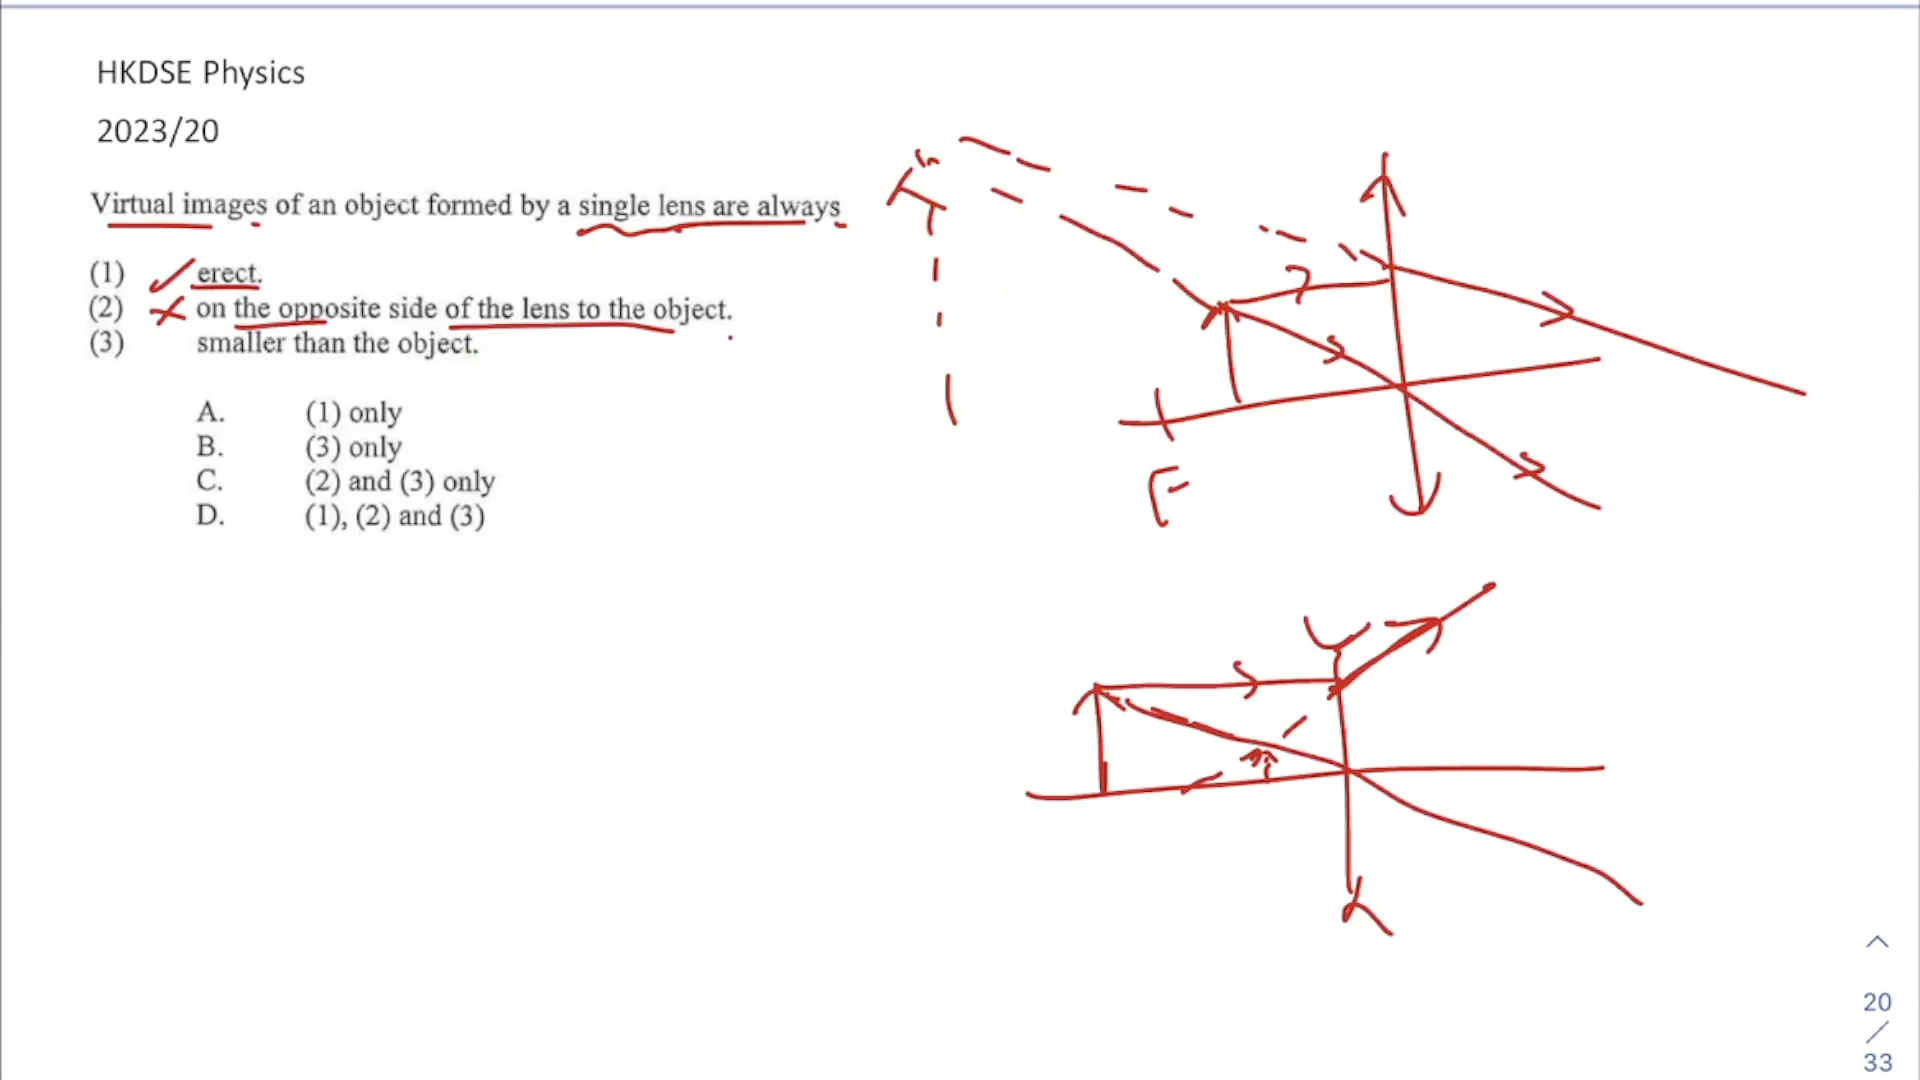 HKDSE Physics
2023/20
Virtual images of an object formed by a single lens are always
(1) erect.
(2) on the opposite side of the lens to the object.
(3) smaller than the object.
A. (1) only
B. (3) only
C. (2) and (3) only
D. (1), (2) and (3)
F
20
/
33